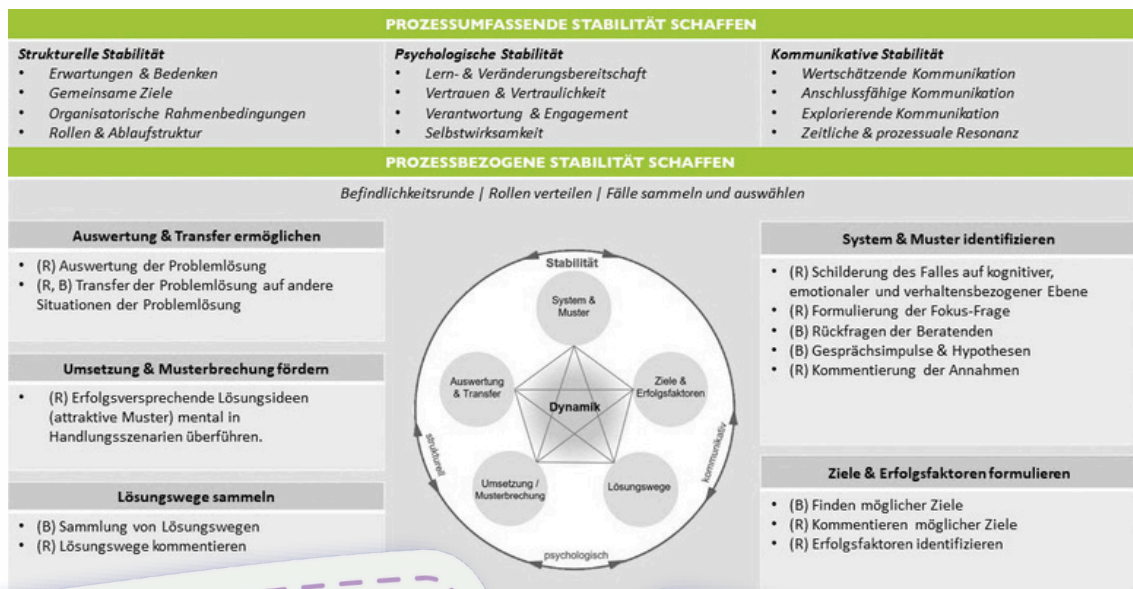 PROZESSUMFASSENDE STABILITÄT SCHAFFEN
Strukturelle Stabilität
• Erwartungen & Bedenken
• Gemeinsame Ziele
• Organisatorische Rahmenbedingungen
• Rollen & Ablaufstruktur
Psychologische Stabilität
• Lern- & Veränderungsbereitschaft
• Vertrauen & Vertraulichkeit
• Verantwortung & Engagement
• Selbstwirksamkeit
Kommunikative Stabilität
• Wertschätzende Kommunikation
• Anschlussfähige Kommunikation
• Explorierende Kommunikation
• Zeitliche & prozessuale Resonanz
PROZESSBEZOGENE STABILITÄT SCHAFFEN
Befindlichkeitsrunde | Rollen verteilen | Fälle sammeln und auswählen
Auswertung & Transfer ermöglichen
• (R) Auswertung der Problemlösung
• (R, B) Transfer der Problemlösung auf andere
Situationen der Problemlösung
Umsetzung & Musterbrechung fördern
• (R) Erfolgsversprechende Lösungsideen
(attraktive Muster) mental in
Handlungsszenarien überführen.
Lösungswege sammeln
• (B) Sammlung von Lösungswegen
• (R) Lösungswege kommentieren
Stabilität
System &
Muster
Auswertung
& Transfer
Ziele &
Erfolgsfaktoren
Dynamik
Umsetzung /
Musterbrechung
Lösungswege
strukturell
kommunikativ
psychologisch
System & Muster identifizieren
• (R) Schilderung des Falles auf kognitiver,
emotionaler und verhaltensbezogener Ebene
• (R) Formulierung der Fokus-Frage
• (B) Rückfragen der Beratenden
• (B) Gesprächsimpulse & Hypothesen
• (R) Kommentierung der Annahmen
Ziele & Erfolgsfaktoren formulieren
• (B) Finden möglicher Ziele
• (R) Kommentieren möglicher Ziele
• (R) Erfolgsfaktoren identifizieren